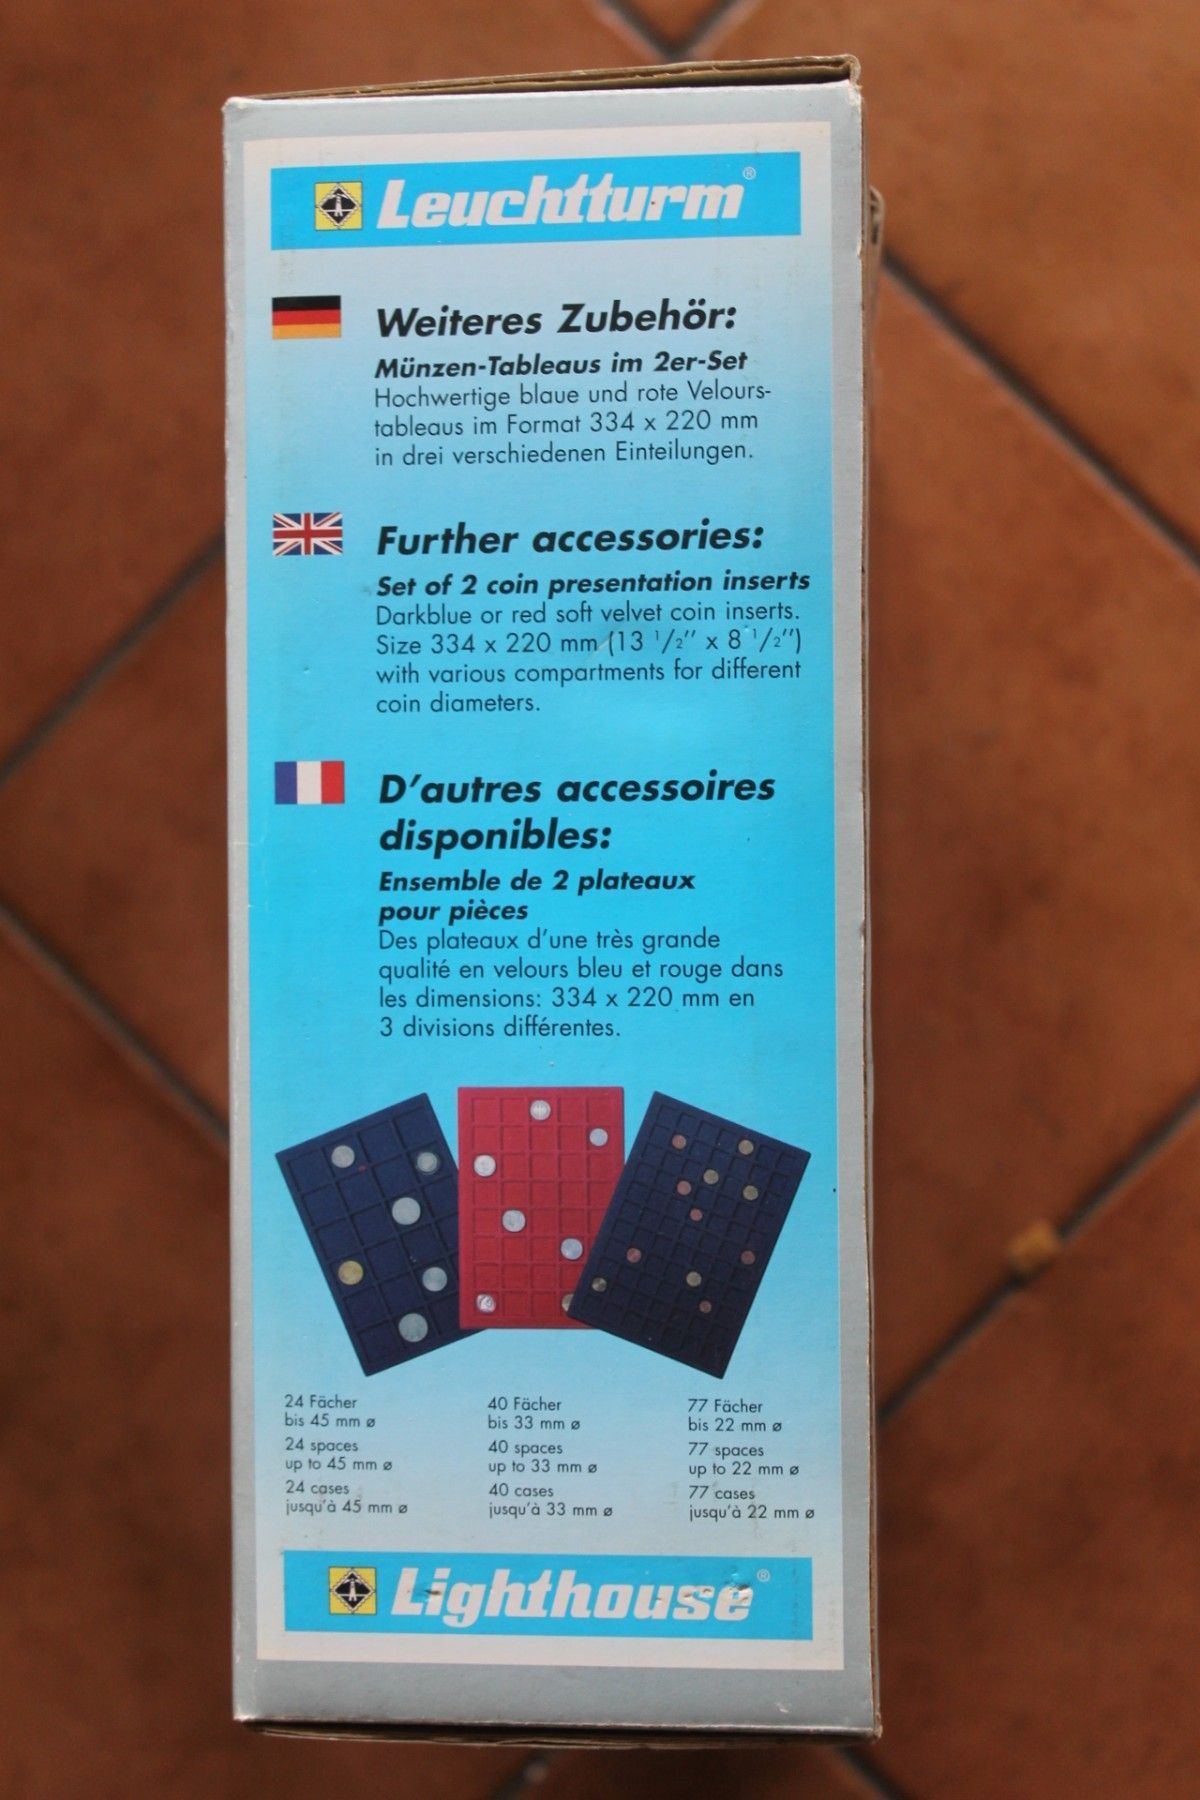 Leuchtturm®
Weiteres Zubehör:
Münzen-Tableaus im 2er-Set
Hochwertige blaue und rote Velours-
tableaus im Format 334 x 220 mm
in drei verschiedenen Einteilungen.
Further accessories:
Set of 2 coin presentation inserts
Darkblue or red soft velvet coin inserts.
Size 334 x 220 mm (13 1/2″ x 8 1/2″)
with various compartments for different
coin diameters.
D'autres accessoires
disponibles:
Ensemble de 2 plateaux
pour pièces
Des plateaux d'une très grande
qualité en velours bleu et rouge dans
les dimensions: 334 x 220 mm en
3 divisions différentes.
24 Fächer
bis 45 mm ø
24 spaces
up to 45 mm ø
24 cases
jusqu'à 45 mm ø
40 Fächer
bis 33 mm ø
40 spaces
up to 33 mm ø
40 cases
jusqu'à 33 mm ø
77 Fächer
bis 22 mm ø
77 spaces
up to 22 mm ø
77 cases
jusqu'à 22 mm ø
Lighthouse®